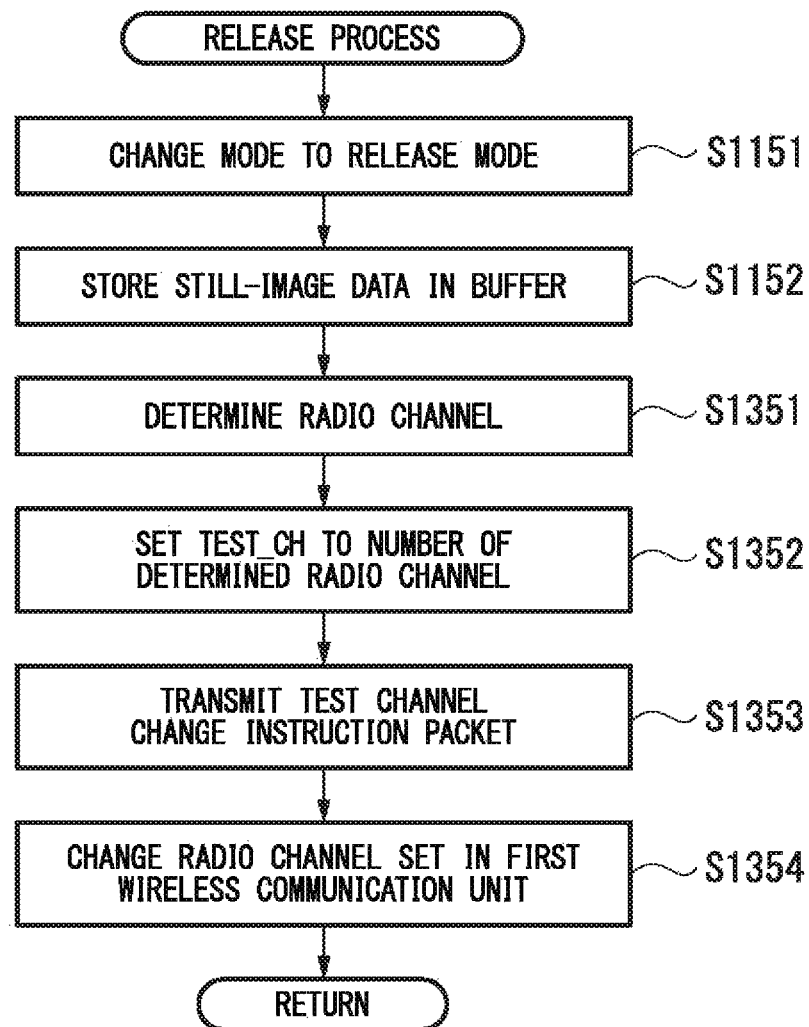 RELEASE PROCESS
CHANGE MODE TO RELEASE MODE
S1151
STORE STILL-IMAGE DATA IN BUFFER
S1152
DETERMINE RADIO CHANNEL
S1351
SET TEST_CH TO NUMBER OF
DETERMINED RADIO CHANNEL
S1352
TRANSMIT TEST CHANNEL
CHANGE INSTRUCTION PACKET
S1353
CHANGE RADIO CHANNEL SET IN FIRST
WIRELESS COMMUNICATION UNIT
S1354
RETURN